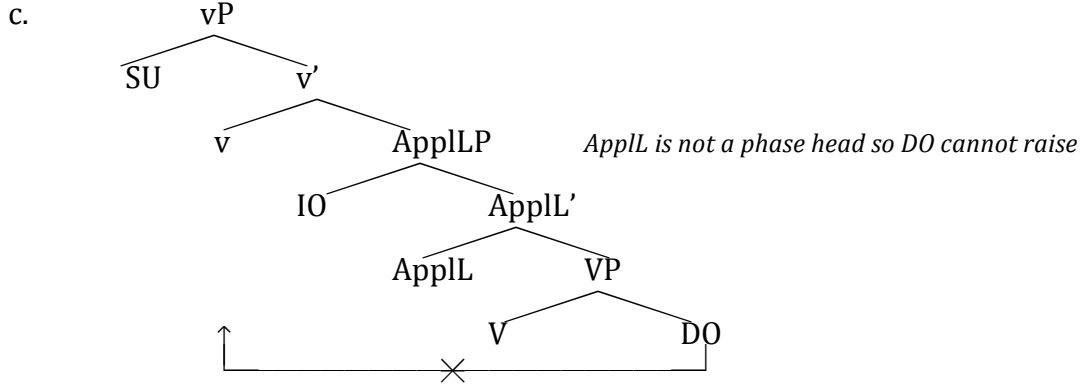 c.
vP
SU v’
v ApplLP ApplL is not a phase head so DO cannot raise
IO ApplL’
ApplL VP
V DO